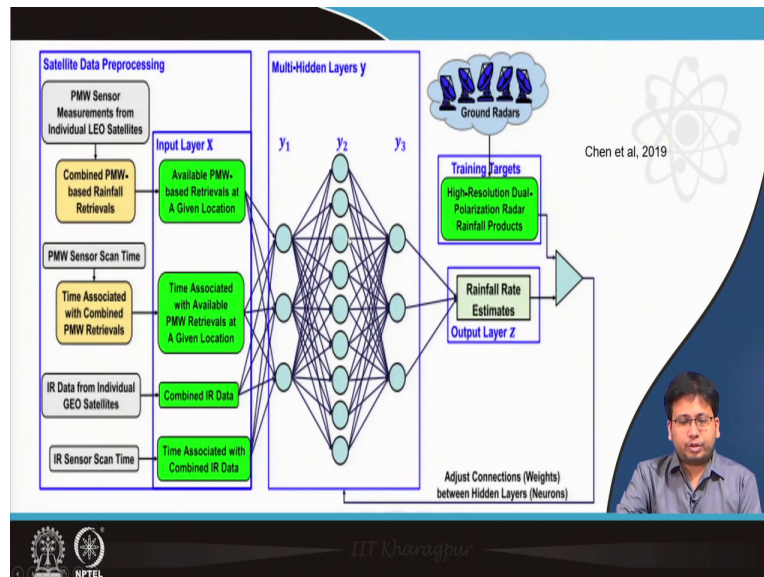 Satellite Data Preprocessing
PMW Sensor
Measurements from
Individual LEO Satellites
Combined PMW-
based Rainfall
Retrievals
PMW Sensor Scan Time
Time Associated
with Combined
PMW Retrievals
IR Data from Individual
GEO Satellites
IR Sensor Scan Time
Input Layer X
Available PMW-
based Retrievals at
A Given Location
Time Associated
with Available
PMW Retrievals at
A Given Location
Combined IR Data
Time Associated with
Combined IR Data
Multi-Hidden Layers y
y1 y2 y3
Ground Radars
Training Targets
High-Resolution Dual-
Polarization Radar
Rainfall Products
Rainfall Rate
Estimates
Output Layer z
Adjust Connections (Weights)
between Hidden Layers (Neurons)
Chen et al, 2019
IIT Kharagpur
NPTEL